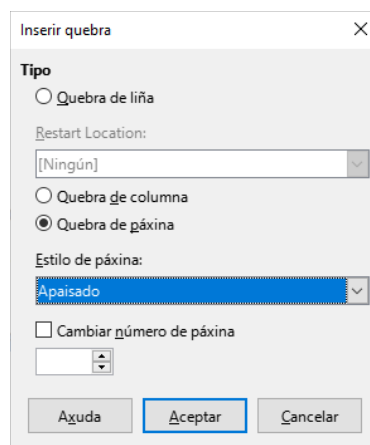 Inserir quebra
Tipo
Quebra de liña
Restart Location:
[Ningún]
Quebra de columna
Quebra de páxina
Estilo de páxina:
Apaisado
Cambiar número de páxina
Axuda Aceptar Cancelar